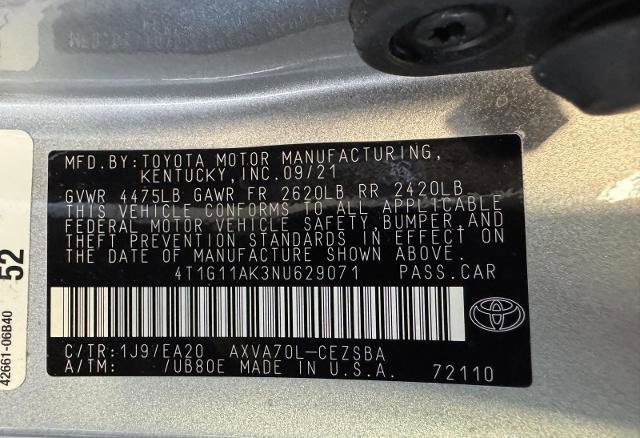 MFD.BY:TOYOTA MOTOR MANUFACTURING,
KENTUCKY,INC.09/21
GVWR 4475LB GAWR FR 2620LB RR 2420LB
THIS VEHICLE CONFORMS TO ALL APPLICABLE
FEDERAL MOTOR VEHICLE SAFETY,BUMPER,AND
THEFT PREVENTION STANDARDS IN EFFECT ON
THE DATE OF MANUFACTURE SHOWN ABOVE.
4T1G11AK3NU629071 PASS.CAR
C/TR:1J9/EA20 AXVA70L-CEZSBA
A/TM: /UB80E MADE IN U.S.A. 72110
52
42661-06B40